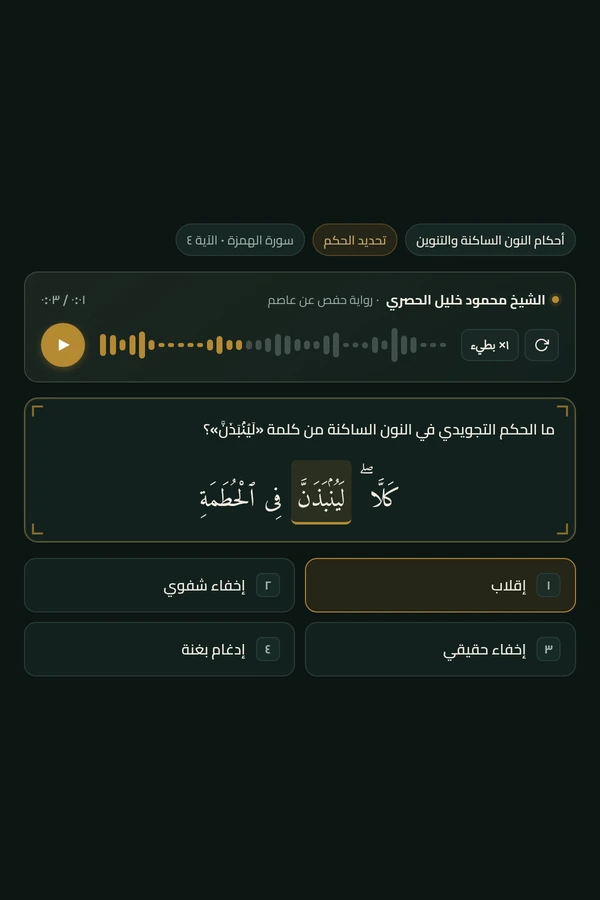 أحكام النون الساكنة والتنوين تحديد الحكم سورة الهمزة · الآية ٤
الشيخ محمود خليل الحصري · رواية حفص عن عاصم ٠:٠١ / ٠:٠٣
١× بطيء
ما الحكم التجويدي في النون الساكنة من كلمة «لَيُنۢبَذَنَّ»؟
كَلَّا ۖ لَيُنۢبَذَنَّ فِى ٱلْحُطَمَةِ
١ إقلاب
٢ إخفاء شفوي
٣ إخفاء حقيقي
٤ إدغام بغنة